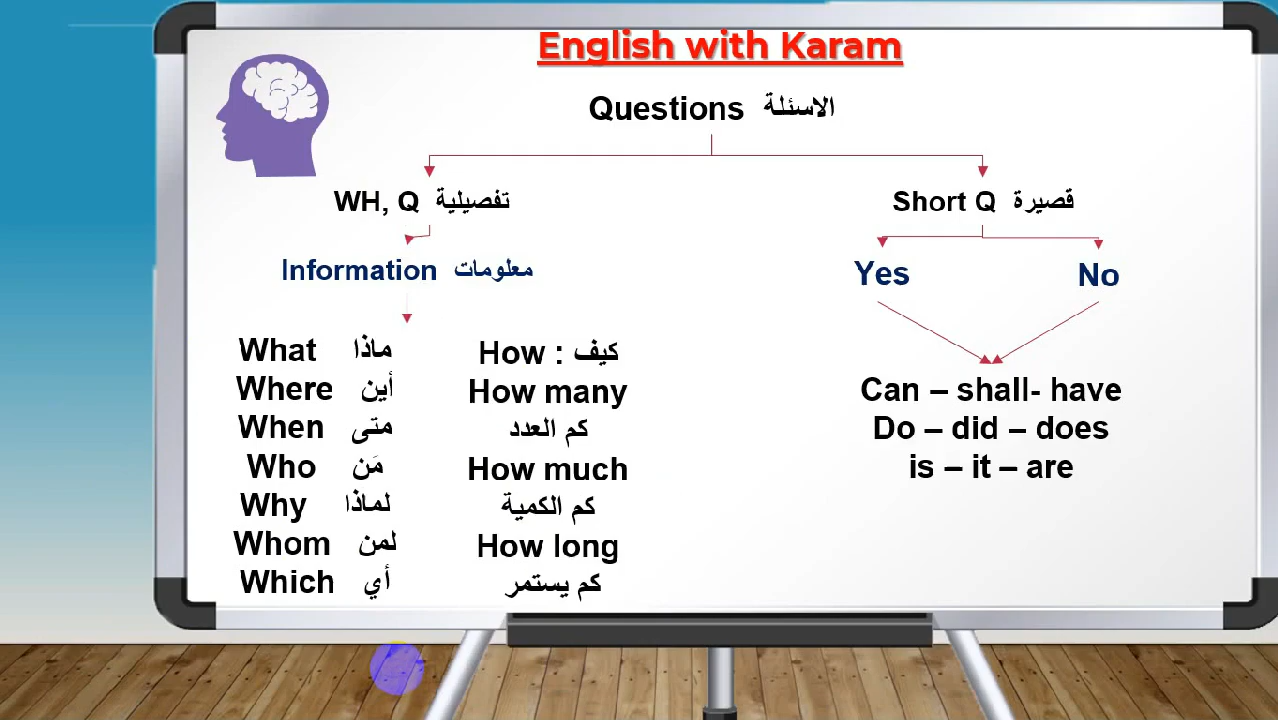 English with Karam
Questions الاسئلة
WH, Q تفصيلية
Short Q قصيرة
Information معلومات
Yes
No
What ماذا
Where أين
When متى
Who مَن
Why لماذا
Whom لمن
Which أي
How : كيف
How many
كم العدد
How much
كم الكمية
How long
كم يستمر
Can – shall- have
Do – did – does
is – it – are